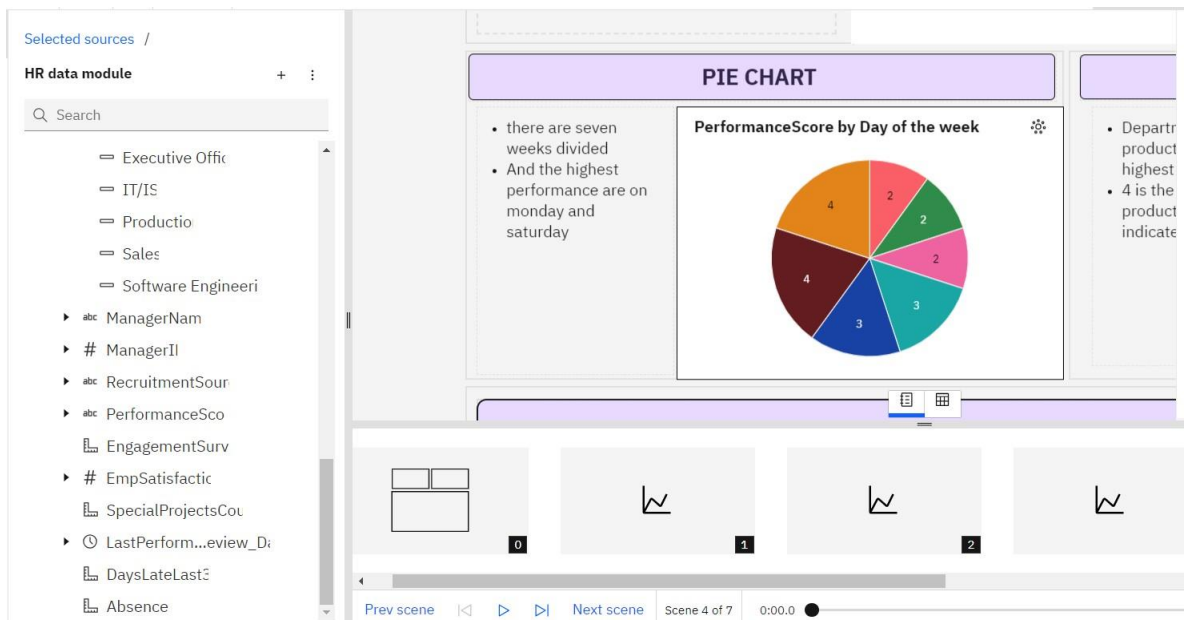 Selected sources /
HR data module
Search
Executive Offic
IT/IS
Productio
Sales
Software Engineeri
abc ManagerNam
# ManagerII
abc RecruitmentSour
abc PerformanceSco
EngagementSurv
# EmpSatisfactic
SpecialProjectsCou
LastPerform...eview_Da
DaysLateLast3
Absence
PIE CHART
• there are seven
weeks divided
• And the highest
performance are on
monday and
saturday
PerformanceScore by Day of the week
4
2
2
2
3
3
4
• Departr
product
highest
• 4 is the
product
indicate
0
1
2
Prev scene
Next scene
Scene 4 of 7
0:00.0